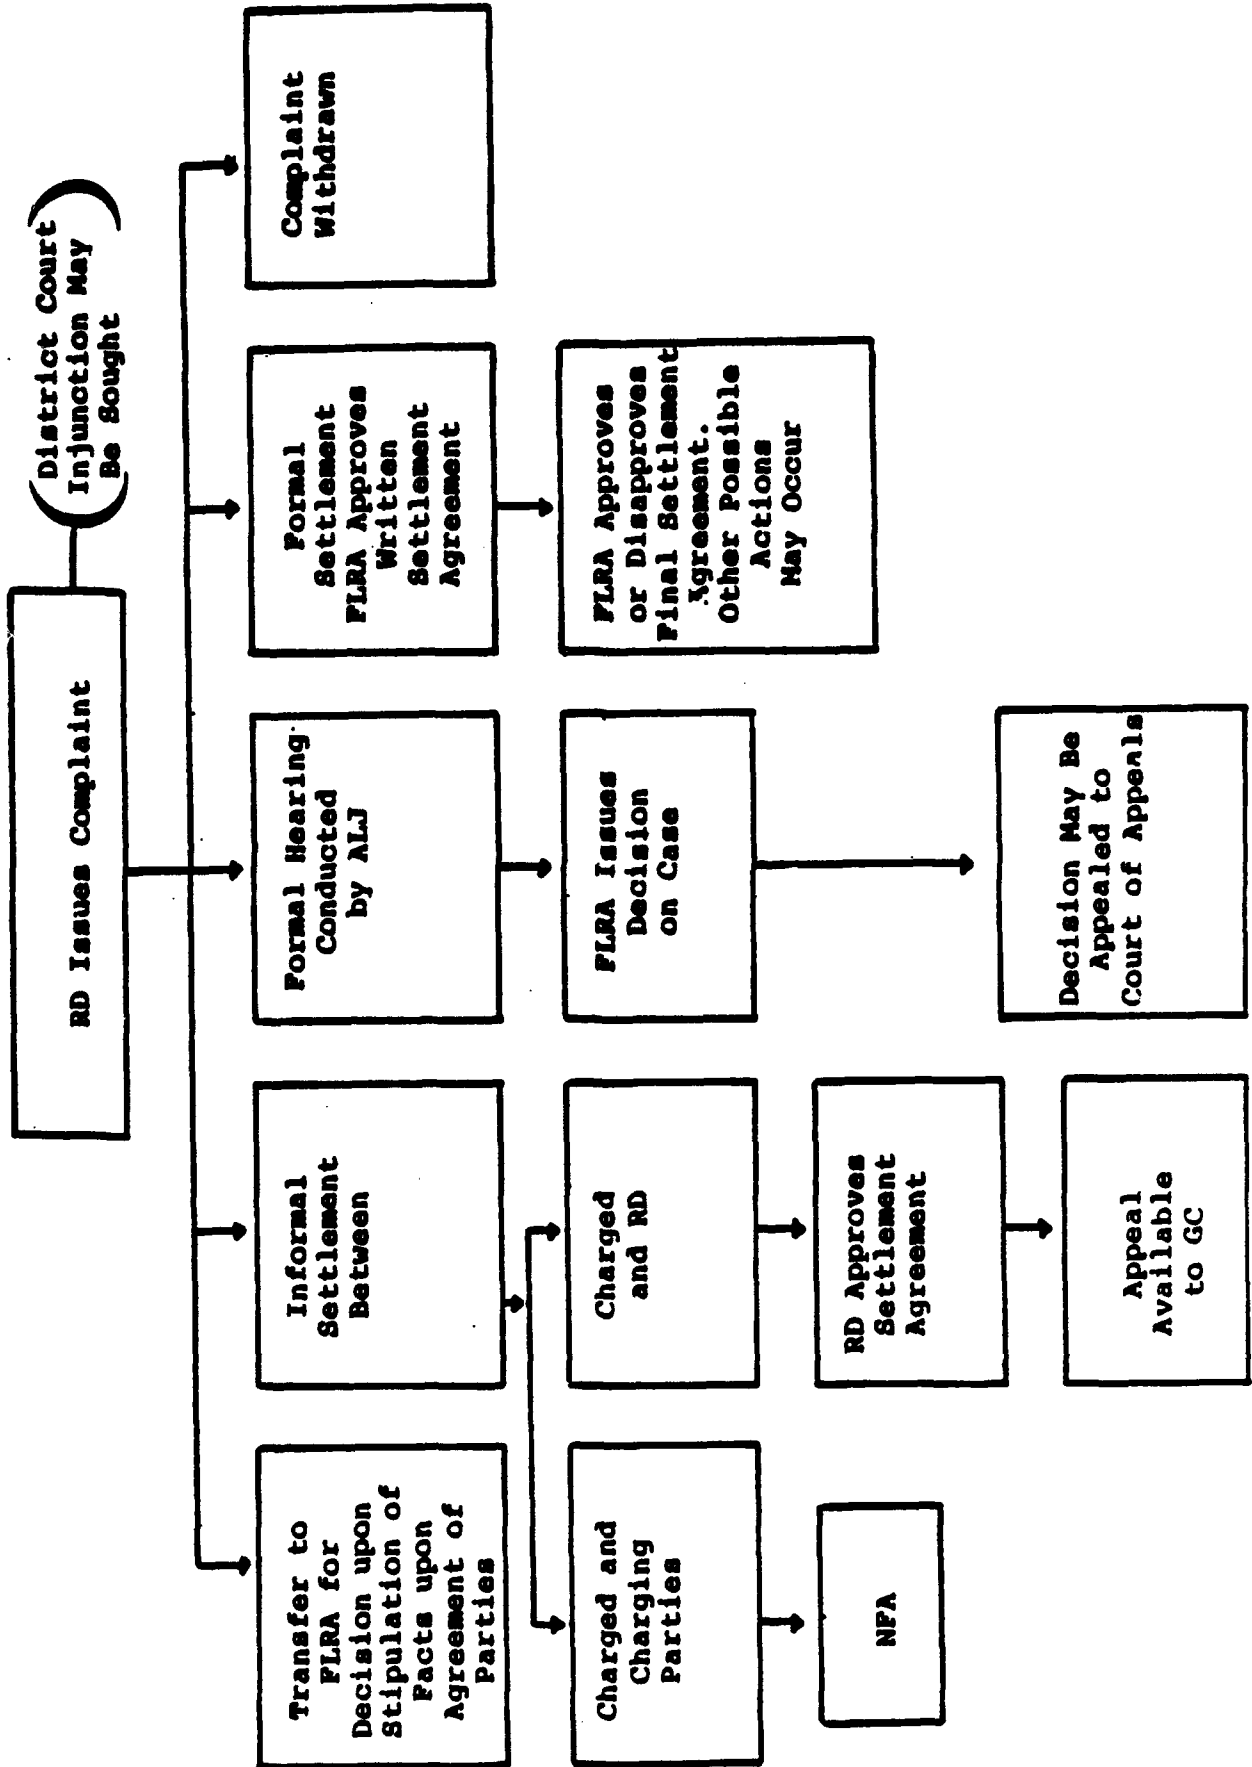 RD Issues Complaint
(District Court
Injunction May
Be Sought)
Transfer to
FLRA for
Decision upon
Stipulation of
Facts upon
Agreement of
Parties
Informal
Settlement
Between
Formal Hearing
Conducted
by ALJ
Formal
Settlement
FLRA Approves
Written
Settlement
Agreement
Complaint
Withdrawn
Charged and
Charging
Parties
Charged
and RD
FLRA Issues
Decision
on Case
FLRA Approves
or Disapproves
Final Settlement
Agreement.
Other Possible
Actions
May Occur
NFA
RD Approves
Settlement
Agreement
Appeal
Available
to GC
Decision May Be
Appealed to
Court of Appeals